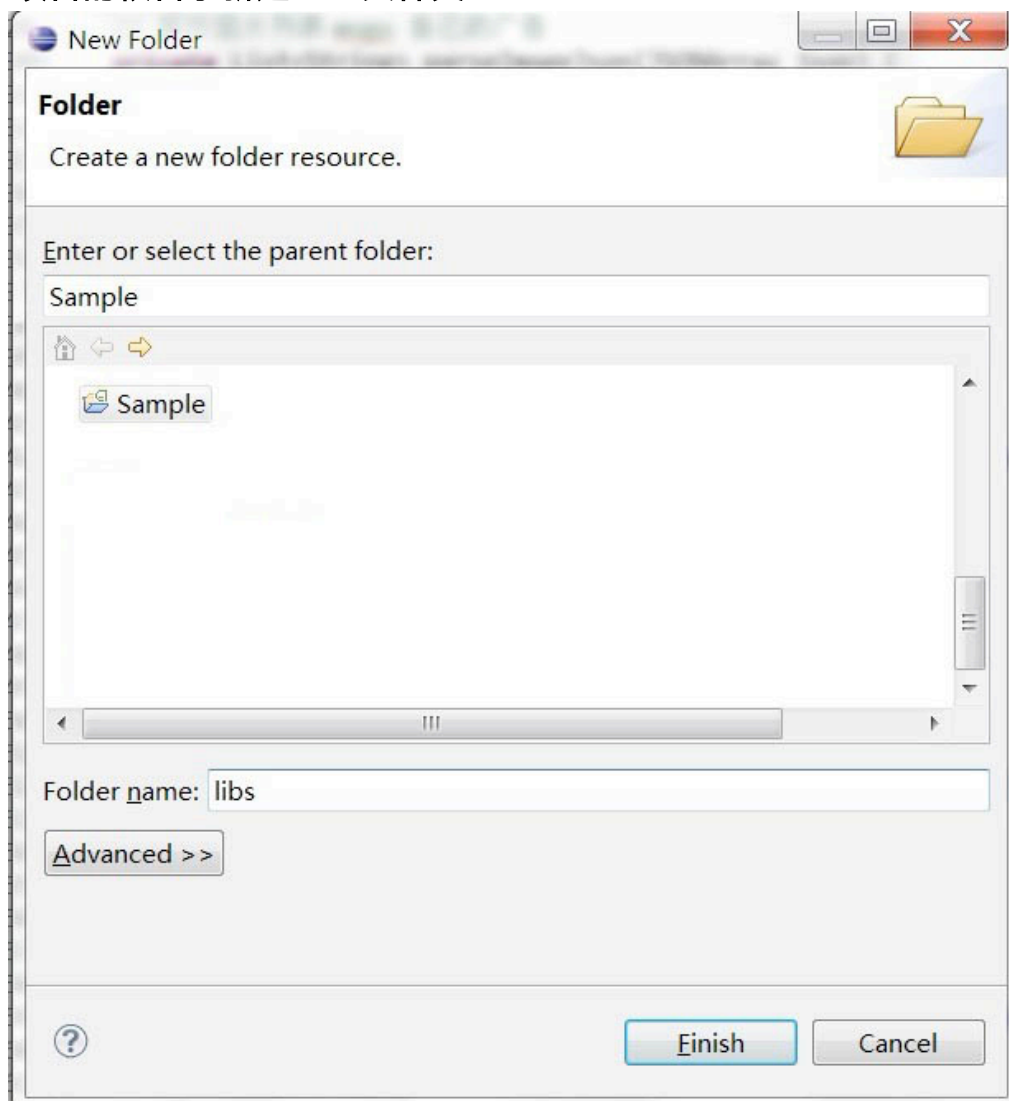 New Folder
Folder
Create a new folder resource.
Enter or select the parent folder:
Sample
Sample
Folder name: libs
Advanced >>
Finish
Cancel